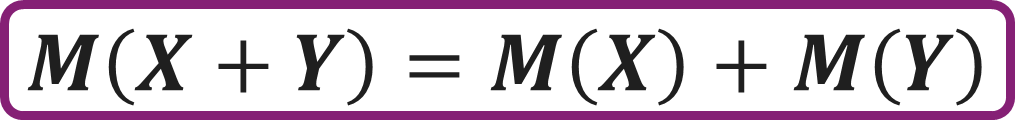 M(X + Y) = M(X) + M(Y)